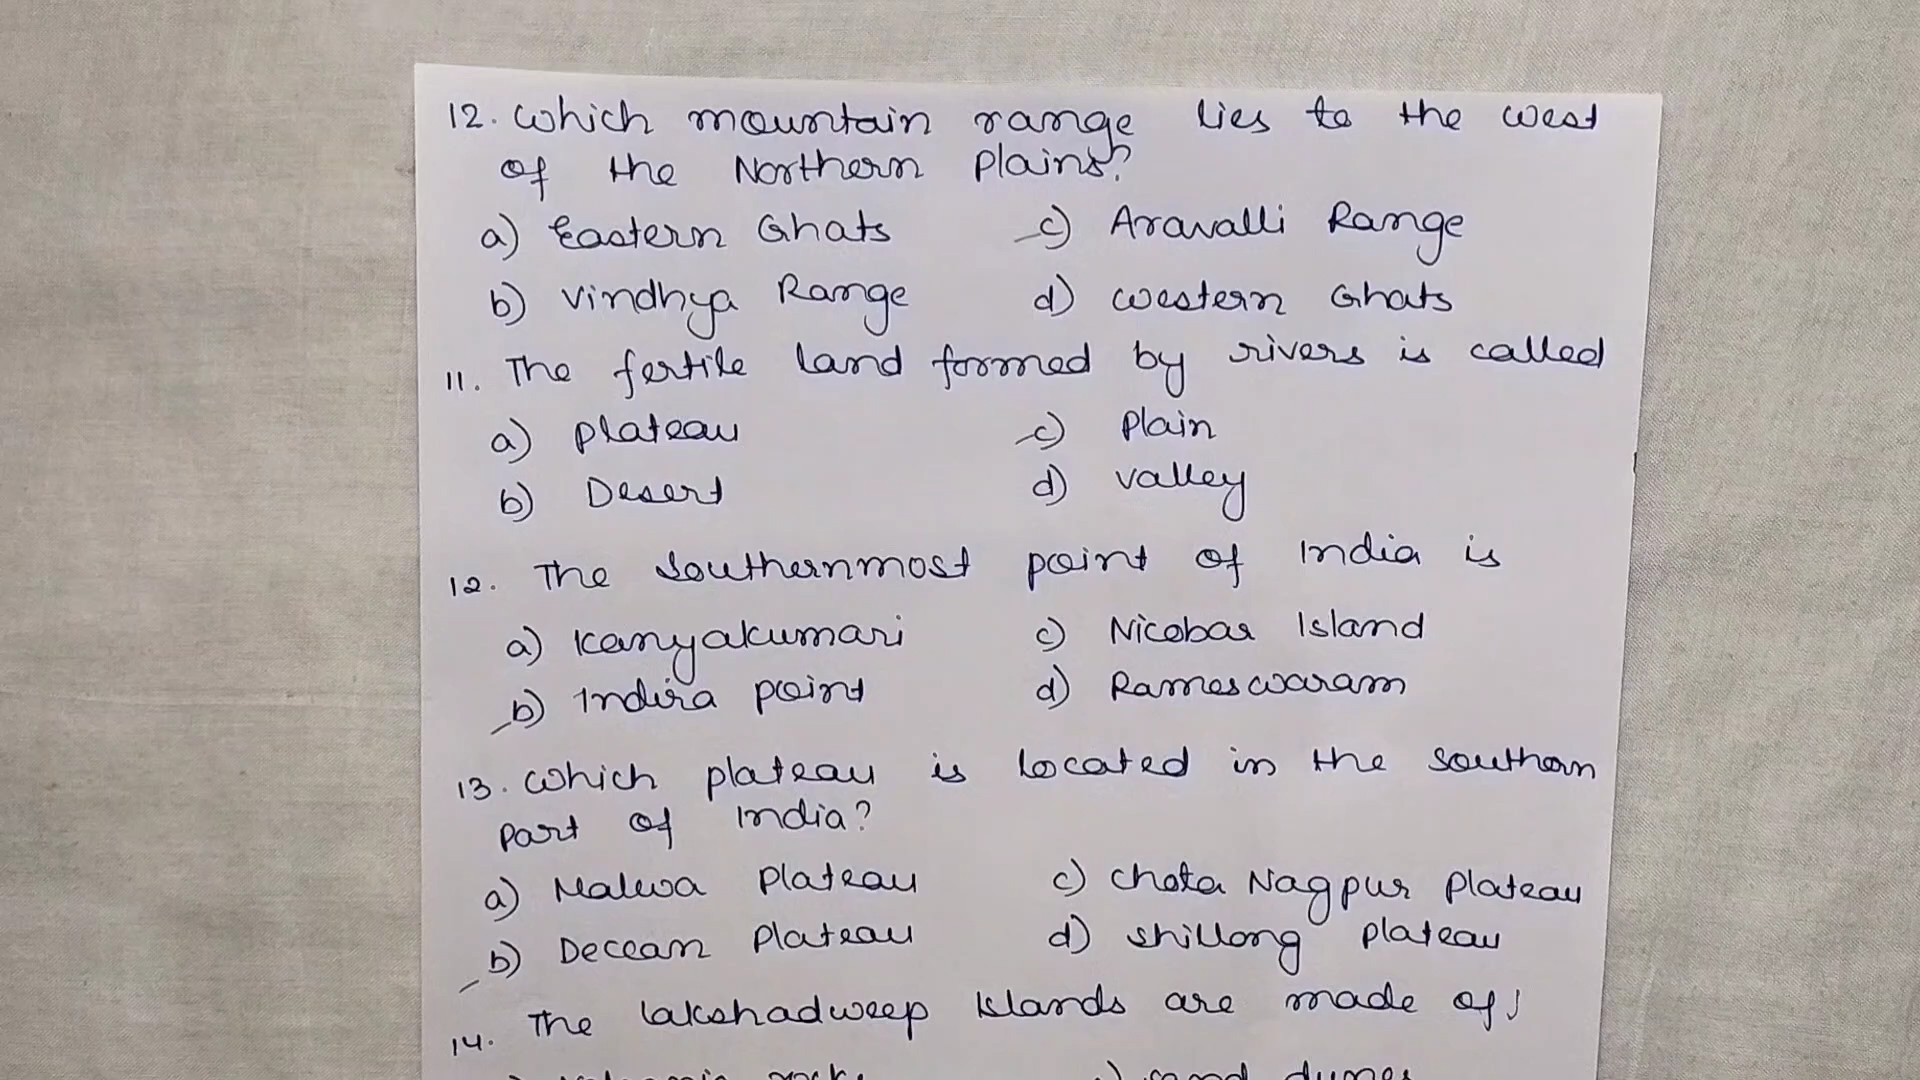 12. Which mountain range lies to the west
of the Northern Plains?
a) Eastern Ghats c) Aravalli Range
b) Vindhya Range d) Western Ghats
11. The fertile land formed by rivers is called
a) Plateau c) Plain
b) Desert d) valley
12. The Southernmost point of India is
a) Kanyakumari c) Nicobar Island
b) Indira point d) Rameswaram
13. Which plateau is located in the Southern
Part of India?
a) Malwa Plateau c) Chota Nagpur Plateau
b) Deccan Plateau d) Shillong Plateau
14. The Lakshadweep Islands are made of
rocks sand dunes